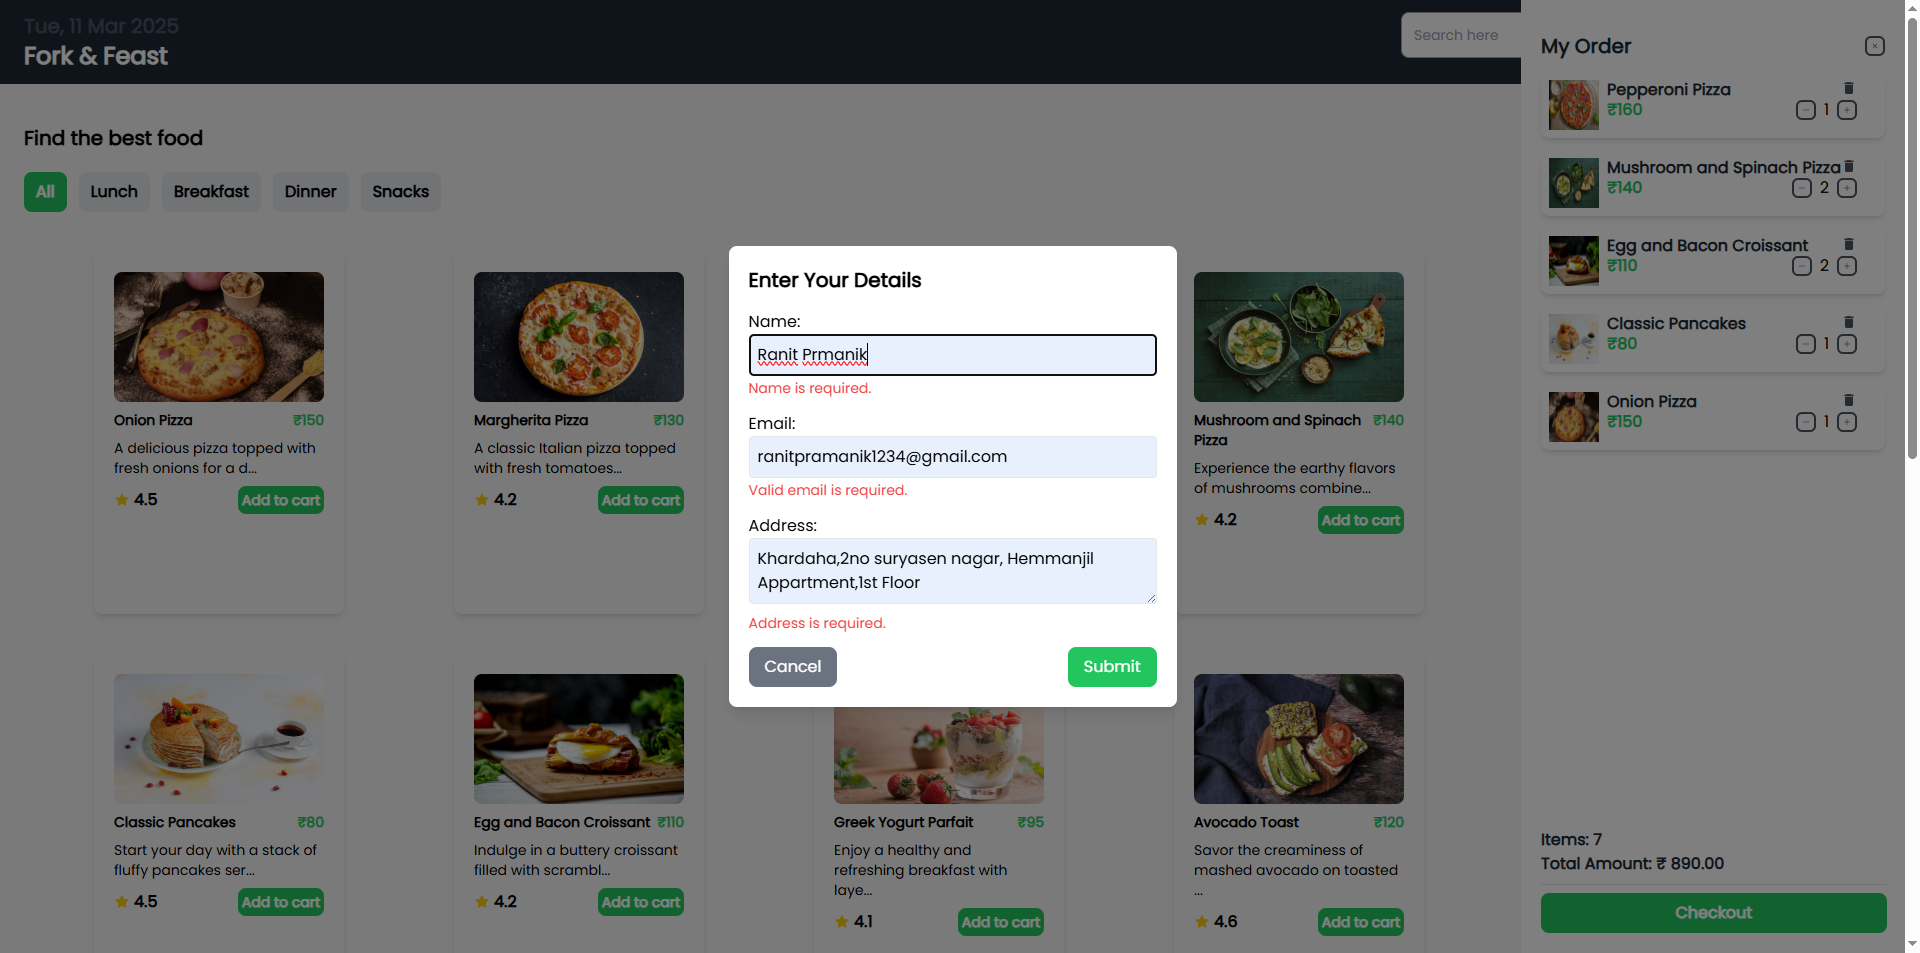 Tue, 11 Mar 2025
Fork & Feast
Search here
Find the best food
All
Lunch
Breakfast
Dinner
Snacks
Onion Pizza ₹150
A delicious pizza topped with
fresh onions for a d...
4.5 Add to cart
Margherita Pizza ₹130
A classic Italian pizza topped
with fresh tomatoes...
4.2 Add to cart
Mushroom and Spinach ₹140
Pizza
Experience the earthy flavors
of mushrooms combine...
4.2 Add to cart
Classic Pancakes ₹80
Start your day with a stack of
fluffy pancakes ser...
4.5 Add to cart
Egg and Bacon Croissant ₹110
Indulge in a buttery croissant
filled with scrambl...
4.2 Add to cart
Greek Yogurt Parfait ₹95
Enjoy a healthy and
refreshing breakfast with
laye...
4.1 Add to cart
Avocado Toast ₹120
Savor the creaminess of
mashed avocado on toasted
...
4.6 Add to cart
Enter Your Details
Name:
Ranit Prmanik
Name is required.
Email:
ranitpramanik1234@gmail.com
Valid email is required.
Address:
Khardaha,2no suryasen nagar, Hemmanjil
Appartment,1st Floor
Address is required.
Cancel
Submit
My Order
Pepperoni Pizza
₹160 - 1 +
Mushroom and Spinach Pizza
₹140 - 2 +
Egg and Bacon Croissant
₹110 - 2 +
Classic Pancakes
₹80 - 1 +
Onion Pizza
₹150 - 1 +
Items: 7
Total Amount: ₹ 890.00
Checkout